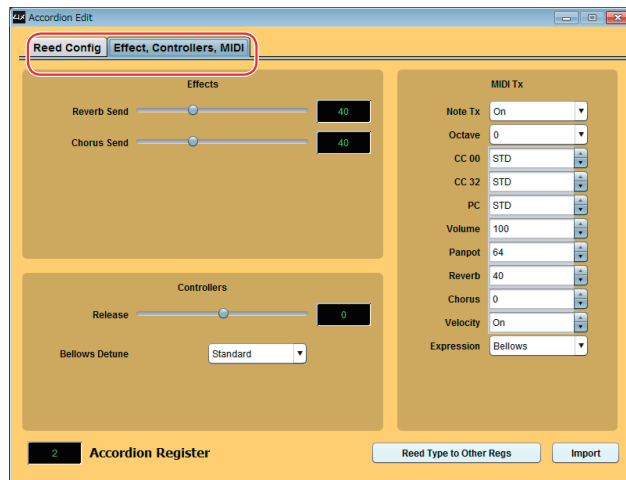 Accordion Edit
Reed Config Effect, Controllers, MIDI
Effects
Reverb Send 40
Chorus Send 40
Controllers
Release 0
Bellows Detune Standard
MIDI Tx
Note Tx On
Octave 0
CC 00 STD
CC 32 STD
PC STD
Volume 100
Panpot 64
Reverb 40
Chorus 0
Velocity On
Expression Bellows
2 Accordion Register
Reed Type to Other Regs Import